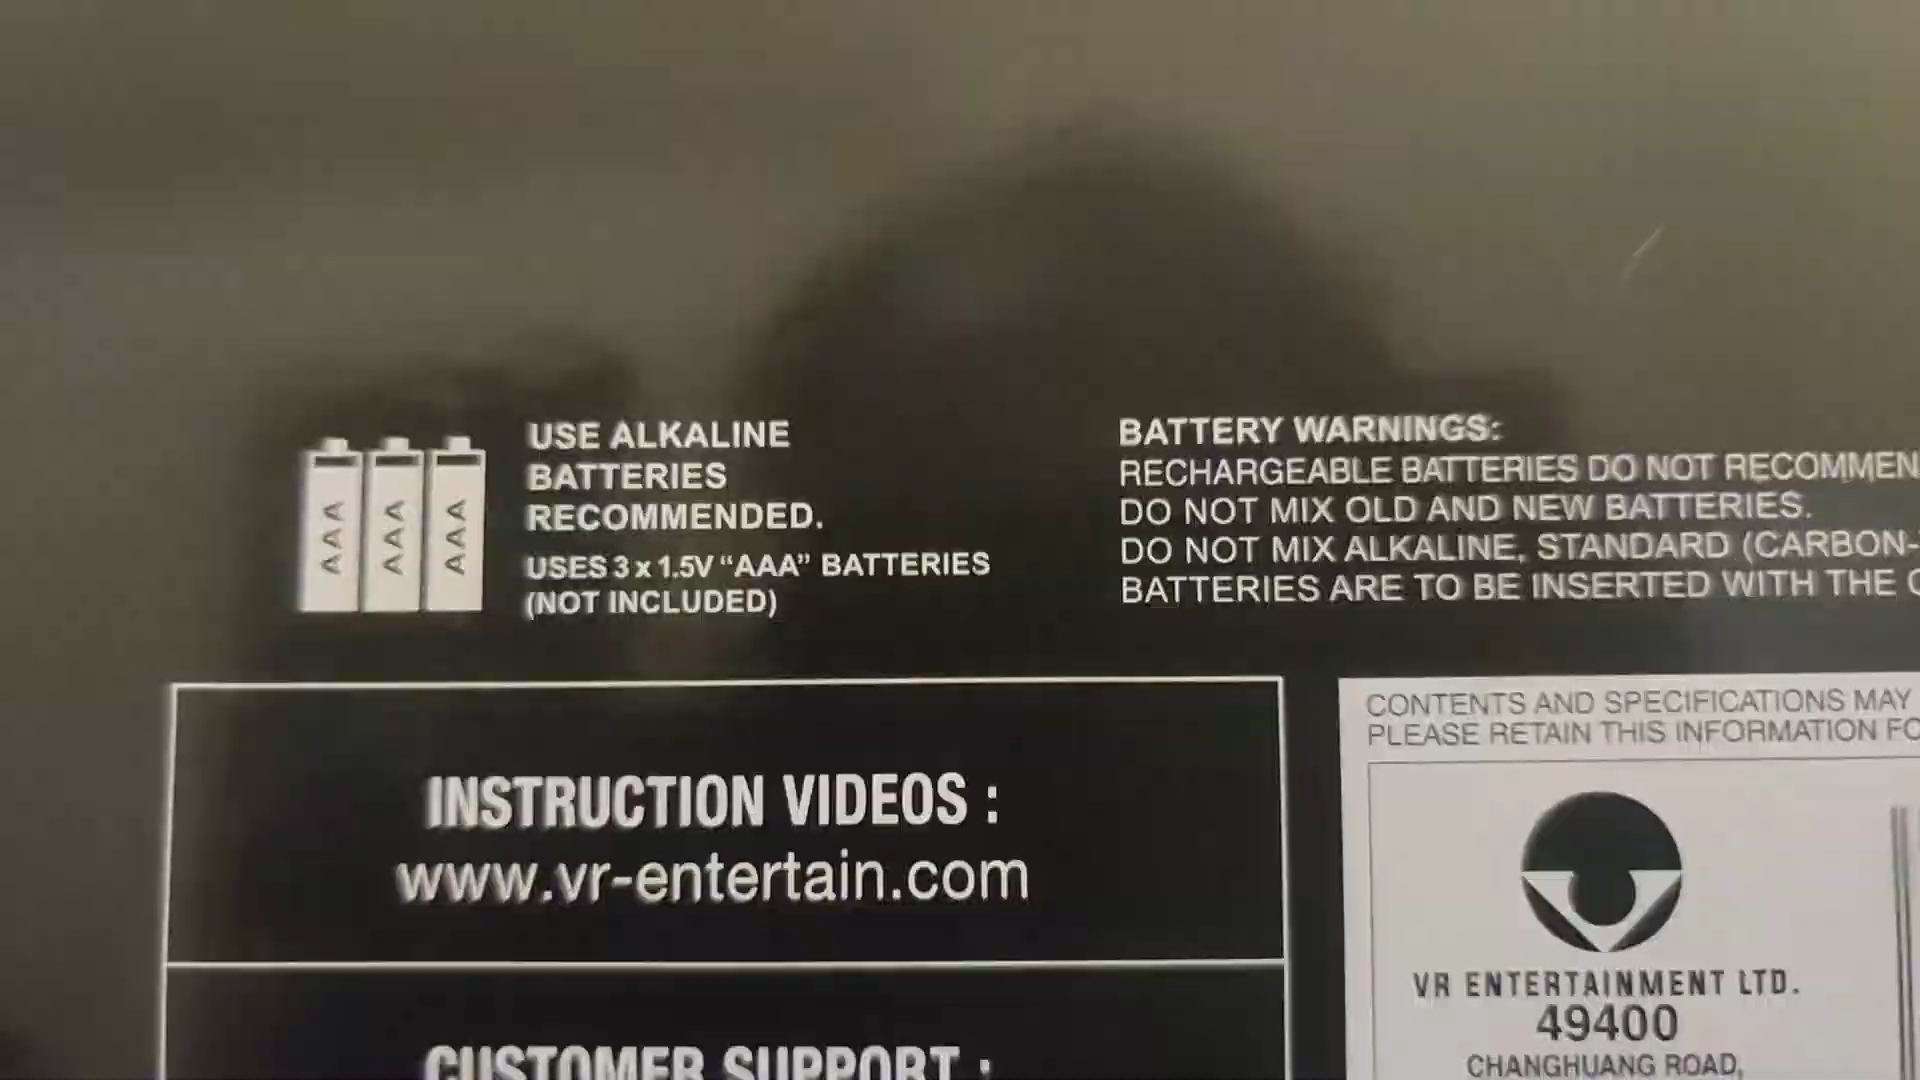 USE ALKALINE
BATTERIES
RECOMMENDED.
USES 3 x 1.5V “AAA” BATTERIES
(NOT INCLUDED)
AAA
AAA
AAA
BATTERY WARNINGS:
RECHARGEABLE BATTERIES DO NOT RECOMMEN
DO NOT MIX OLD AND NEW BATTERIES.
DO NOT MIX ALKALINE, STANDARD (CARBON-
BATTERIES ARE TO BE INSERTED WITH THE
INSTRUCTION VIDEOS :
www.vr-entertain.com
CUSTOMER SUPPORT :
CONTENTS AND SPECIFICATIONS MAY
PLEASE RETAIN THIS INFORMATION FO
VR ENTERTAINMENT LTD.
49400
CHANGHUANG ROAD,